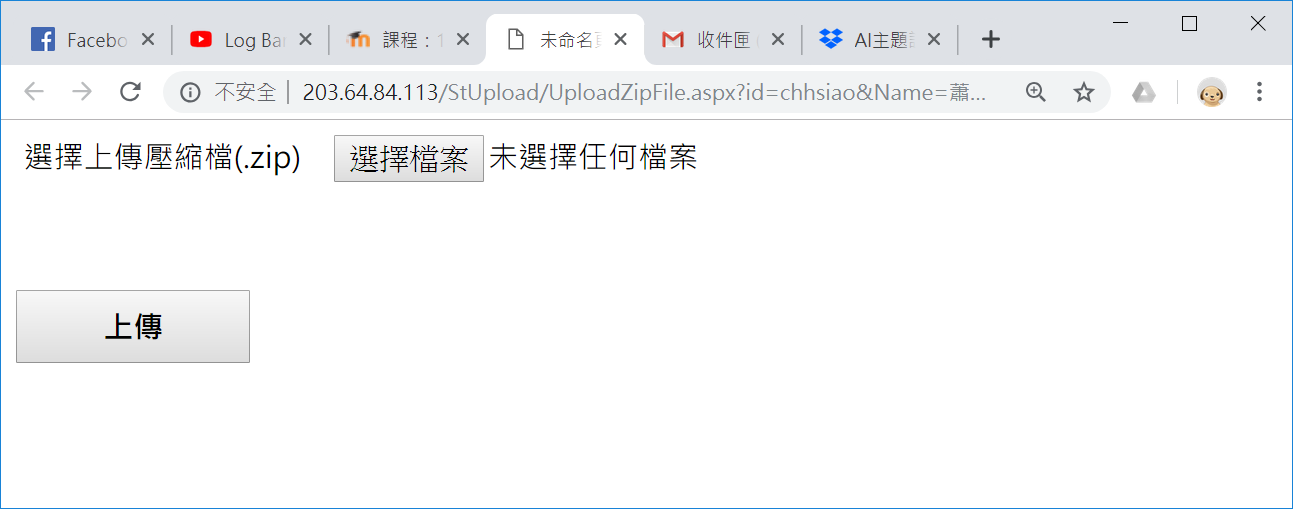 Facebo Log Ba 課程：1 未命名 收件匣 AI主題
不安全 203.64.84.113/StUpload/UploadZipFile.aspx?id=chhsiao&Name=蕭...
選擇上傳壓縮檔(.zip) 選擇檔案 未選擇任何檔案
上傳